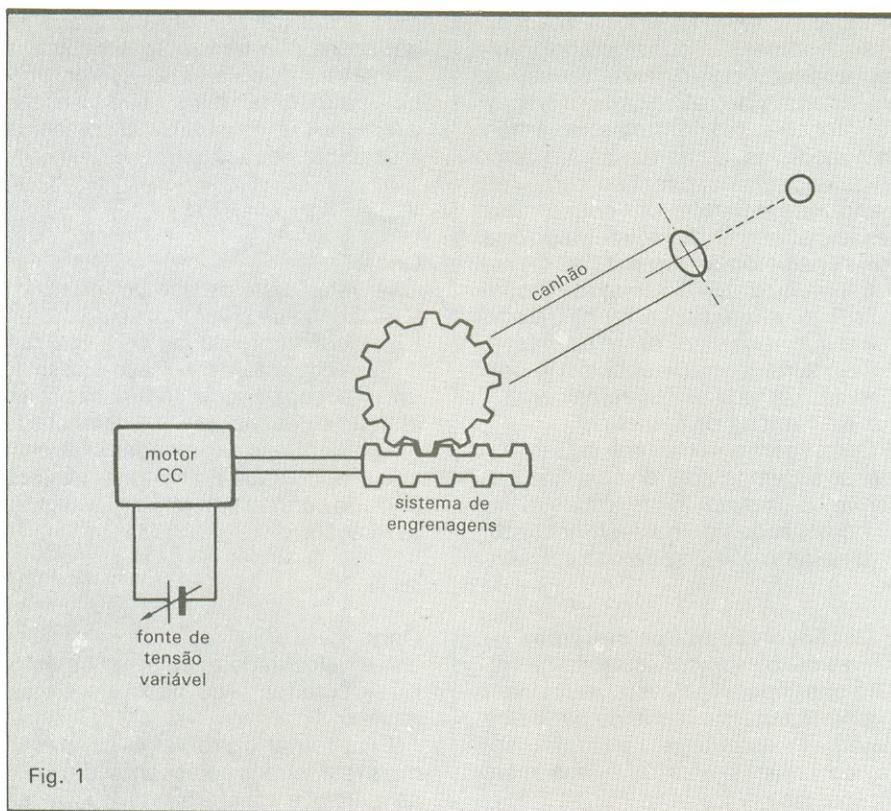 canhão
motor
CC
sistema de
engrenagens
fonte de
tensão
variável
Fig. 1